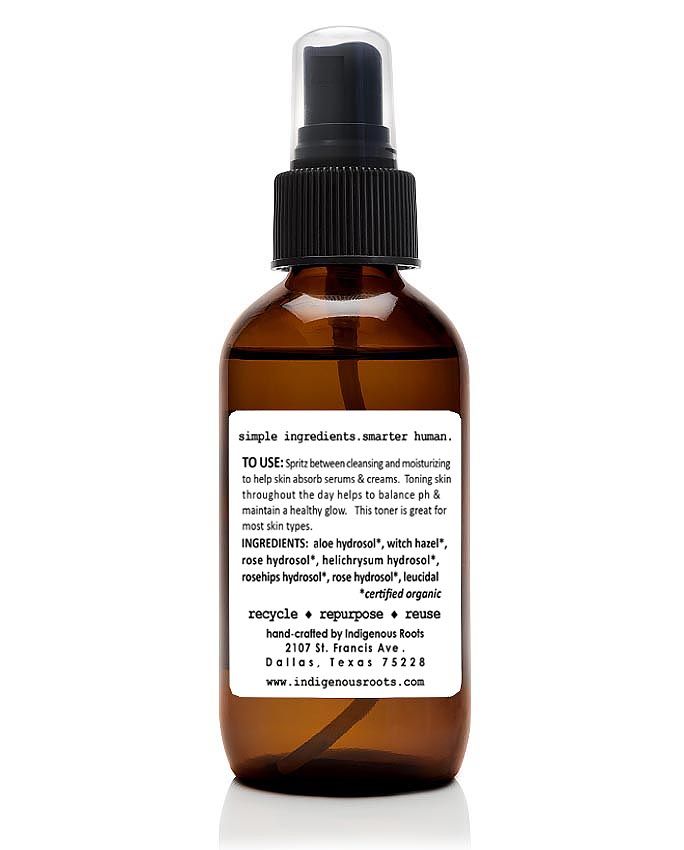 simple ingredients.smarter human.
TO USE: Spritz between cleansing and moisturizing
to help skin absorb serums & creams. Toning skin
throughout the day helps to balance ph &
maintain a healthy glow. This toner is great for
most skin types.
INGREDIENTS: aloe hydrosol*, witch hazel*,
rose hydrosol*, helichrysum hydrosol*,
rosehips hydrosol*, rose hydrosol*, leucidal
*certified organic
recycle ♦ repurpose ♦ reuse
hand-crafted by Indigenous Roots
2107 St. Francis Ave.
Dallas, Texas 75228
www.indigenousroots.com